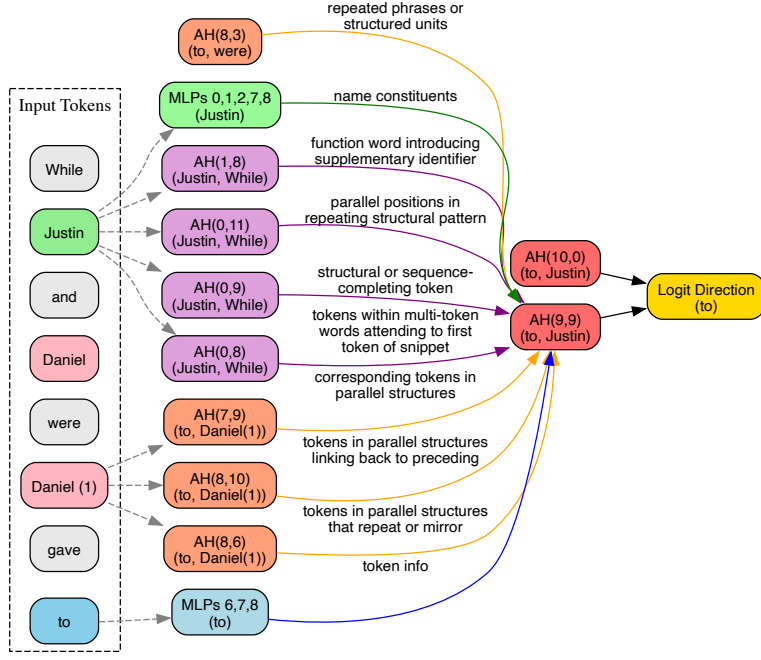 repeated phrases or
structured units
AH(8,3)
(to, were)
Input Tokens
MLPs 0,1,2,7,8
(Justin)
name constituents
While
AH(1,8)
(Justin, While)
function word introducing
supplementary identifier
Justin
AH(0,11)
(Justin, While)
parallel positions in
repeating structural pattern
AH(10,0)
(to, Justin)
Logit Direction
(to)
and
AH(0,9)
(Justin, While)
structural or sequence-
completing token
AH(9,9)
(to, Justin)
Daniel
AH(0,8)
(Justin, While)
tokens within multi-token
words attending to first
token of snippet
corresponding tokens in
parallel structures
were
AH(7,9)
(to, Daniel(1))
tokens in parallel structures
linking back to preceding
Daniel (1)
AH(8,10)
(to, Daniel(1))
tokens in parallel structures
that repeat or mirror
gave
AH(8,6)
(to, Daniel(1))
token info
to
MLPs 6,7,8
(to)